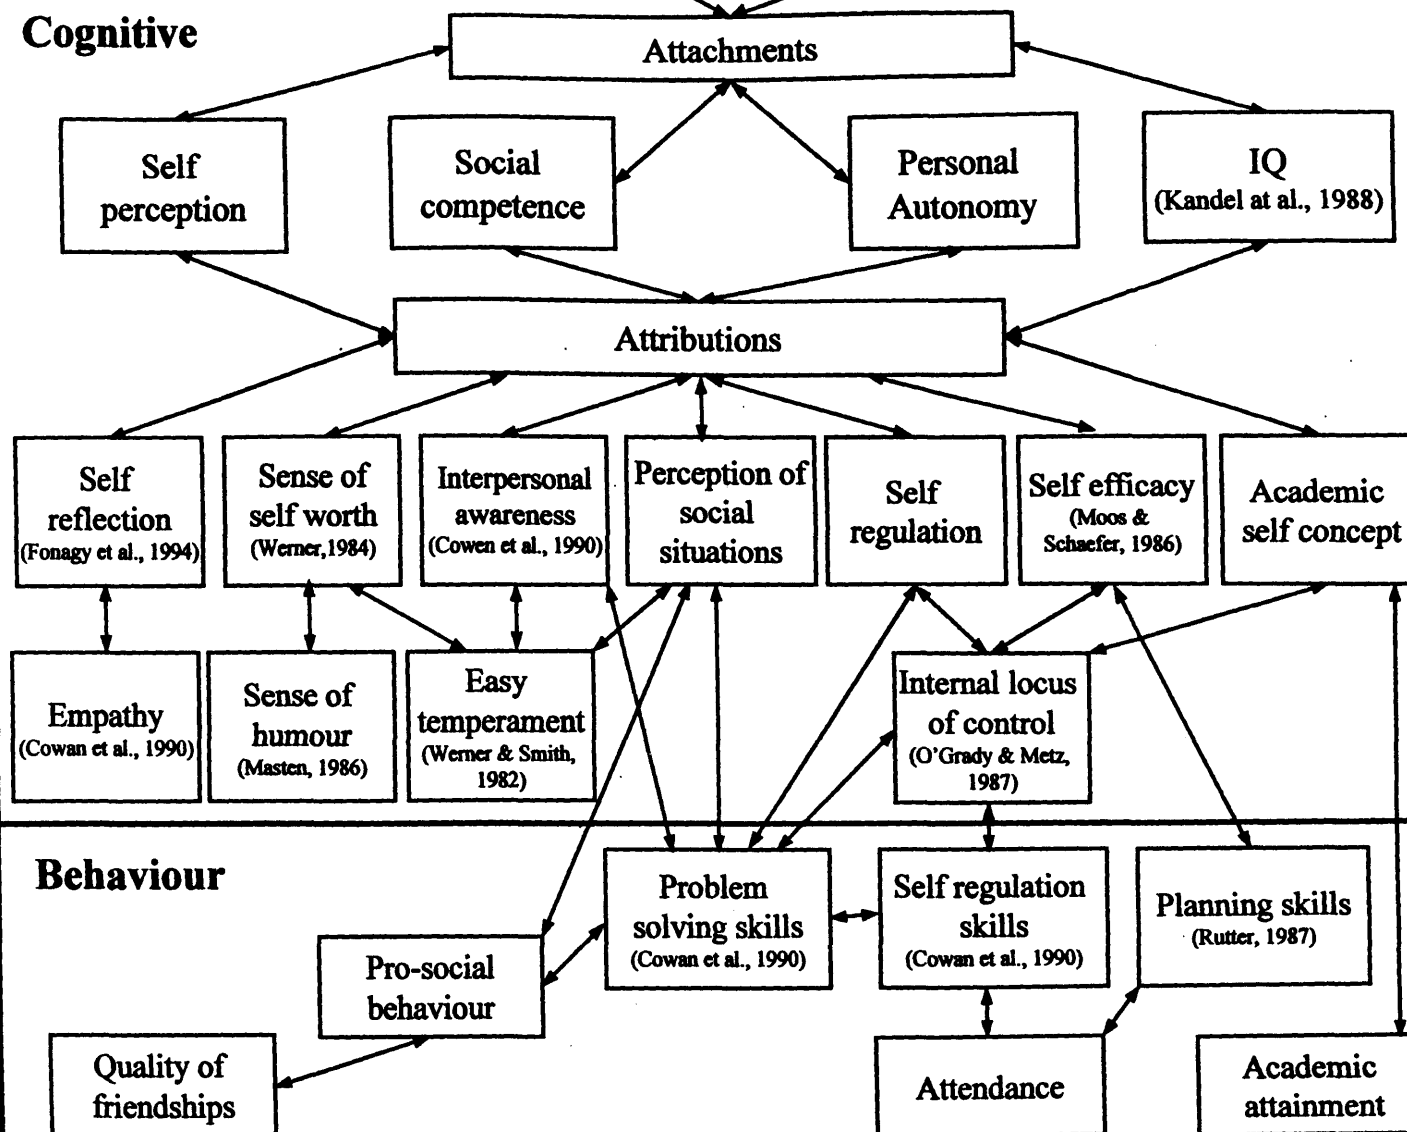 Cognitive
Attachments
Self
perception
Social
competence
Personal
Autonomy
IQ
(Kandel at al., 1988)
Attributions
Self
reflection
(Fonagy et al., 1994)
Sense of
self worth
(Werner,1984)
Interpersonal
awareness
(Cowen et al., 1990)
Perception of
social
situations
Self
regulation
Self efficacy
(Moos &
Schaefer, 1986)
Academic
self concept
Empathy
(Cowan et al., 1990)
Sense of
humour
(Masten, 1986)
Easy
temperament
(Werner & Smith,
1982)
Internal locus
of control
(O'Grady & Metz,
1987)
Behaviour
Problem
solving skills
(Cowan et al., 1990)
Self regulation
skills
(Cowan et al., 1990)
Planning skills
(Rutter, 1987)
Pro-social
behaviour
Quality of
friendships
Attendance
Academic
attainment